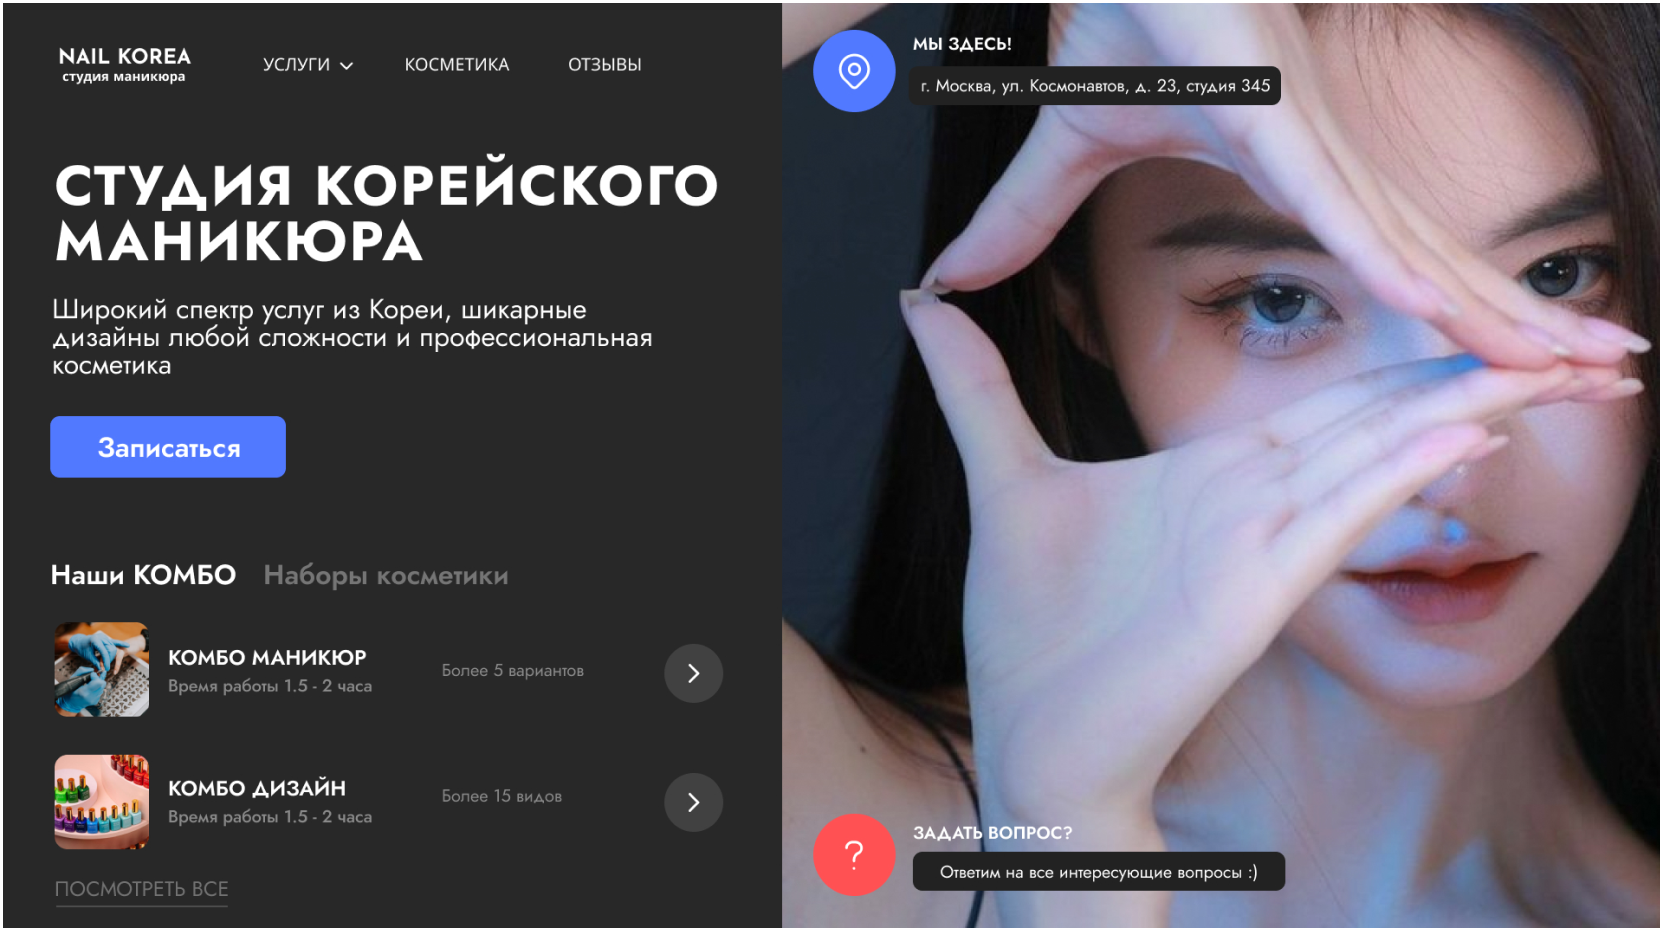 NAIL KOREA
студия маникюра
УСЛУГИ
КОСМЕТИКА
ОТЗЫВЫ
СТУДИЯ КОРЕЙСКОГО
МАНИКЮРА
Широкий спектр услуг из Кореи, шикарные
дизайны любой сложности и профессиональная
косметика
Записаться
Наши КОМБО
Наборы косметики
КОМБО МАНИКЮР
Время работы 1.5 - 2 часа
Более 5 вариантов
КОМБО ДИЗАЙН
Время работы 1.5 - 2 часа
Более 15 видов
ПОСМОТРЕТЬ ВСЕ
МЫ ЗДЕСЬ!
г. Москва, ул. Космонавтов, д. 23, студия 345
?
ЗАДАТЬ ВОПРОС?
Ответим на все интересующие вопросы :)